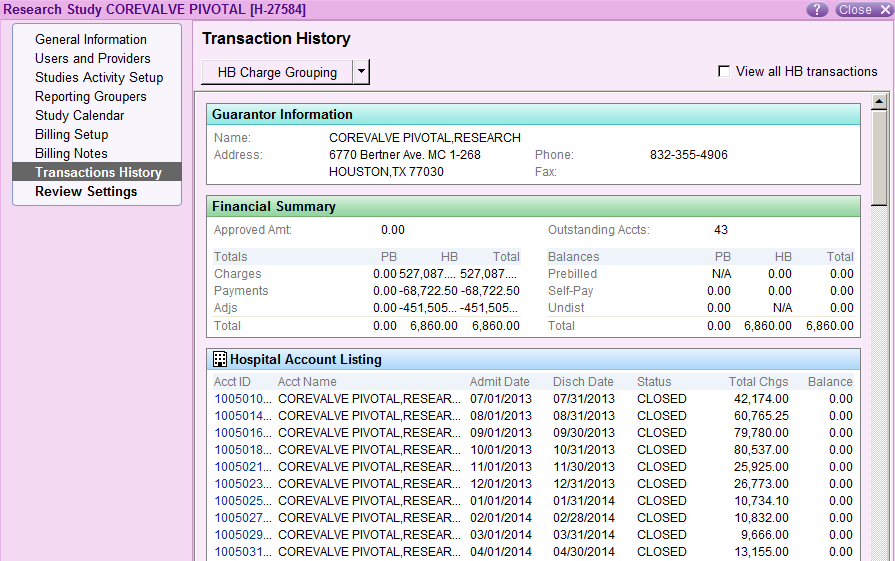 Research Study COREVALVE PIVOTAL [H-27584] ? Close X
General Information
Users and Providers
Studies Activity Setup
Reporting Groupers
Study Calendar
Billing Setup
Billing Notes
Transactions History
Review Settings
Transaction History
HB Charge Grouping
View all HB transactions
Guarantor Information
Name: COREVALVE PIVOTAL,RESEARCH
Address: 6770 Bertner Ave. MC 1-268 Phone: 832-355-4906
HOUSTON,TX 77030 Fax:
Financial Summary
Approved Amt: 0.00 Outstanding Accts: 43
Totals PB HB Total Balances PB HB Total
Charges 0.00 527,087.... 527,087.... Prebilled N/A 0.00 0.00
Payments 0.00 -68,722.50 -68,722.50 Self-Pay 0.00 0.00 0.00
Adjs 0.00 -451,505... -451,505... Undist 0.00 N/A 0.00
Total 0.00 6,860.00 6,860.00 Total 0.00 6,860.00 6,860.00
Hospital Account Listing
Acct ID Acct Name Admit Date Disch Date Status Total Chgs Balance
1005010... COREVALVE PIVOTAL,RESEAR... 07/01/2013 07/31/2013 CLOSED 42,174.00 0.00
1005014... COREVALVE PIVOTAL,RESEAR... 08/01/2013 08/31/2013 CLOSED 60,765.25 0.00
1005016... COREVALVE PIVOTAL,RESEAR... 09/01/2013 09/30/2013 CLOSED 79,780.00 0.00
1005018... COREVALVE PIVOTAL,RESEAR... 10/01/2013 10/31/2013 CLOSED 80,537.00 0.00
1005021... COREVALVE PIVOTAL,RESEAR... 11/01/2013 11/30/2013 CLOSED 25,925.00 0.00
1005023... COREVALVE PIVOTAL,RESEAR... 12/01/2013 12/31/2013 CLOSED 26,773.00 0.00
1005025... COREVALVE PIVOTAL,RESEAR... 01/01/2014 01/31/2014 CLOSED 10,734.10 0.00
1005027... COREVALVE PIVOTAL,RESEAR... 02/01/2014 02/28/2014 CLOSED 10,832.00 0.00
1005029... COREVALVE PIVOTAL,RESEAR... 03/01/2014 03/31/2014 CLOSED 9,666.00 0.00
1005031... COREVALVE PIVOTAL,RESEAR... 04/01/2014 04/30/2014 CLOSED 13,155.00 0.00